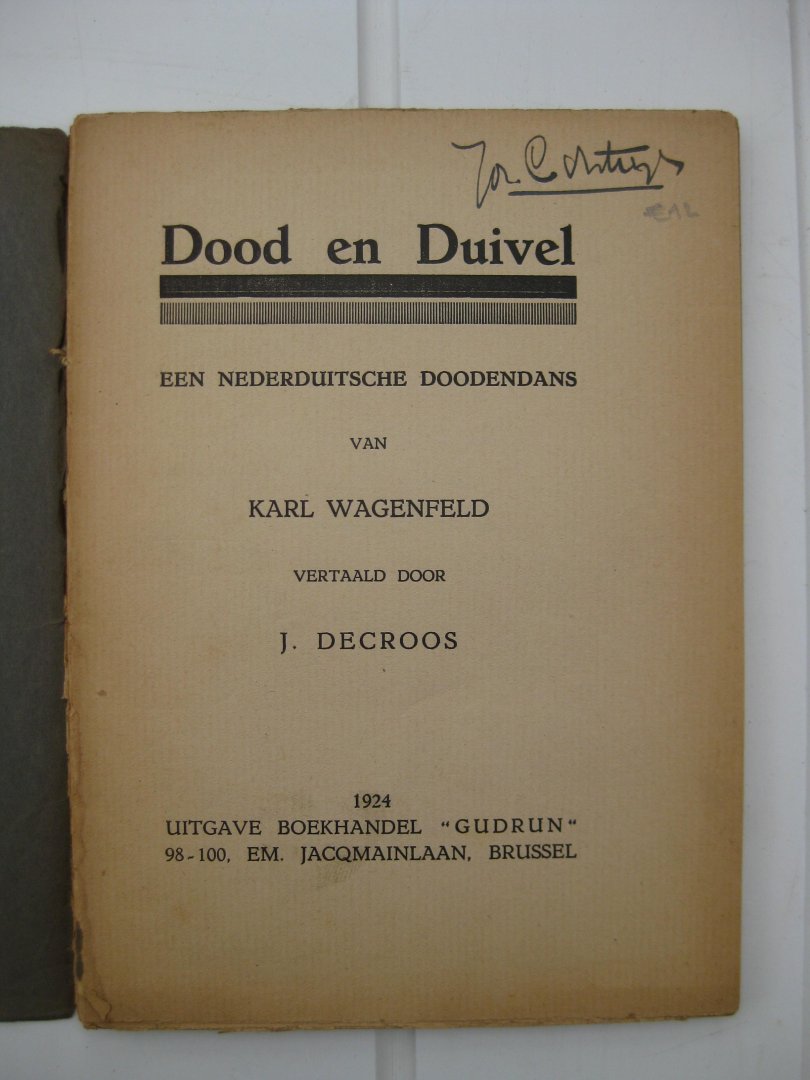 Dood en Duivel
EEN NEDERDUITSCHE DOODENDANS
VAN
KARL WAGENFELD
VERTAALD DOOR
J. DECROOS
1924
UITGAVE BOEKHANDEL "GUDRUN"
98-100, EM. JACQMAINLAAN, BRUSSEL